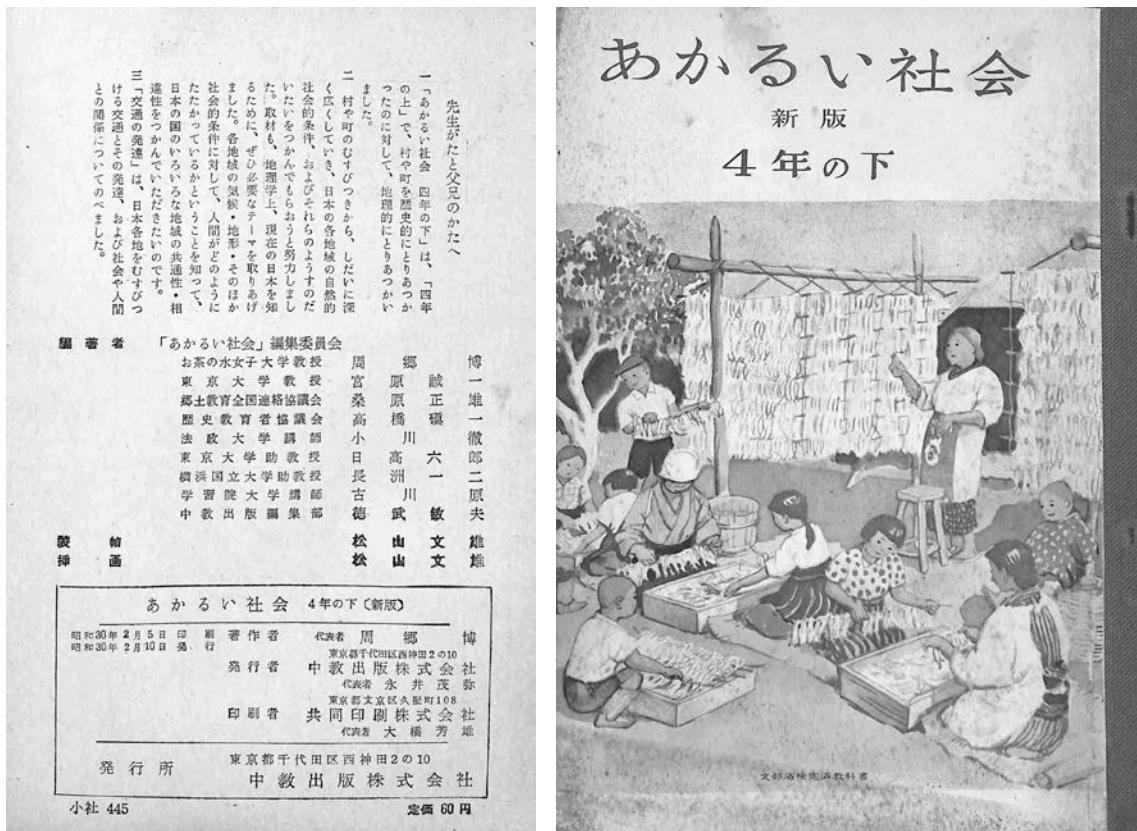 先生がたと父兄のかたへ
一「あかるい社会 四年の下」は、「四年
の上」で、村や町を歴史的にとりあつか
ったのに対して、地理的にとりあつかい
ました。
二 村や町のむすびつきから、しだいに深
く広くしていき、日本の各地域の自然的
社会的条件、およびそれらのようすのだ
いたいをつかんでもらおうと努力しまし
た。取材も、地理学上、現在の日本を知
るために、ぜひ必要なテーマを取りあげ
ました。各地域の気候・地形・そのほか
社会的条件に対して、人間がどのように
たたかっているかということを知って、
日本の国のいろいろな地域の共通性・相
違性をつかんでいただきたいのです。
三「交通の発達」は、日本各地をむすびつ
ける交通とその発達、および社会や人間
との関係についてのべました。
編著者 「あかるい社会」編集委員会
お茶の水女子大学教授 周郷博
東京大学教授 宮原誠一
郷土教育全国連絡協議会 桑原正雄
歴史教育者協議会 高橋磌一
法政大学講師 小川徹
東京大学助教授 日高六郎
横浜国立大学助教授 長洲一二
学習院大学講師 古川原
中教出版編集部 徳武敏夫
装幀 松山文雄
挿画 松山文雄
あかるい社会 4年の下〔新版〕
昭和30年2月5日 印刷
昭和30年2月10日 発行
著作者 代表者 周郷博
東京都千代田区西神田2の10
発行者 中教出版株式会社
代表者 永井茂弥
東京都文京区久堅町108
印刷者 共同印刷株式会社
代表者 大橋芳雄
発行所 東京都千代田区西神田2の10
中教出版株式会社
小社 445
定価 60円
あかるい社会
新版
4年の下
文部省検定済教科書